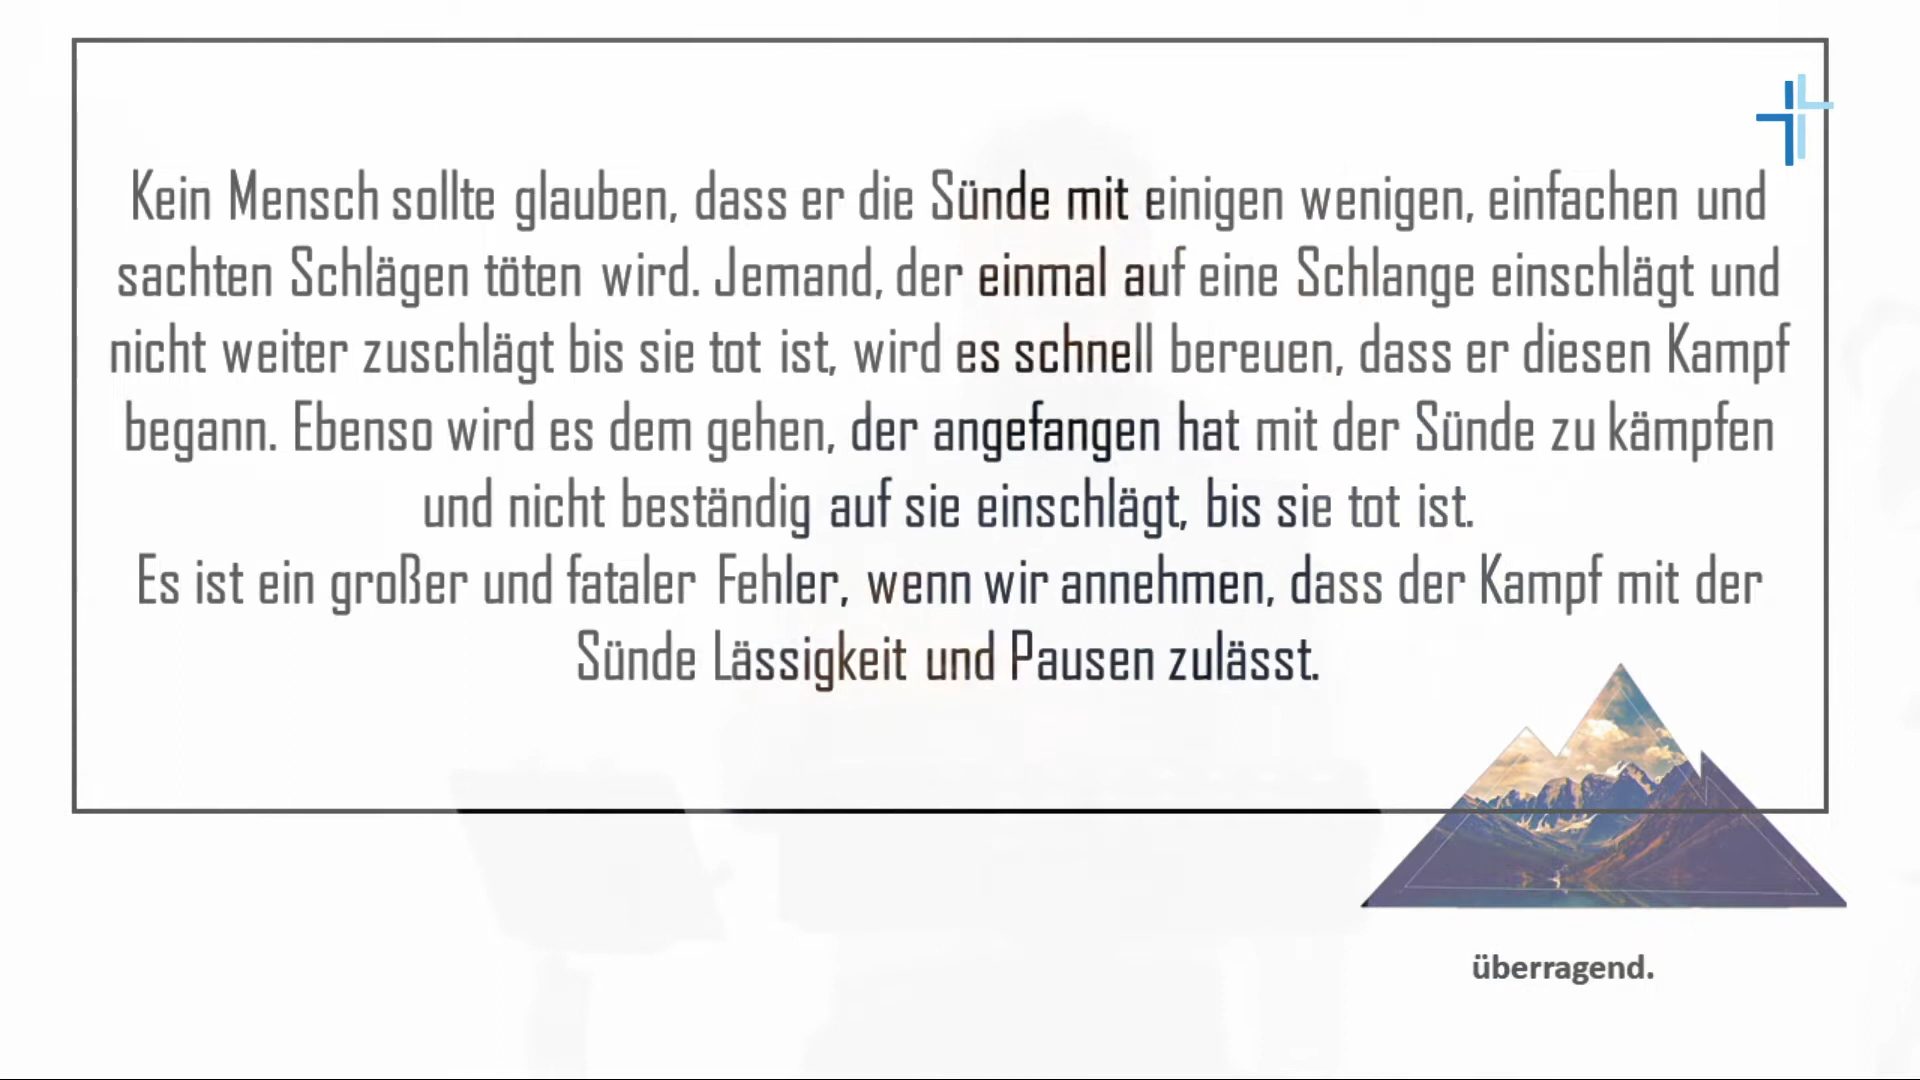 Kein Mensch sollte glauben, dass er die Sünde mit einigen wenigen, einfachen und
sachten Schlägen töten wird. Jemand, der einmal auf eine Schlange einschlägt und
nicht weiter zuschlägt bis sie tot ist, wird es schnell bereuen, dass er diesen Kampf
begann. Ebenso wird es dem gehen, der angefangen hat mit der Sünde zu kämpfen
und nicht beständig auf sie einschlägt, bis sie tot ist.
Es ist ein großer und fataler Fehler, wenn wir annehmen, dass der Kampf mit der
Sünde Lässigkeit und Pausen zulässt.
überragend.